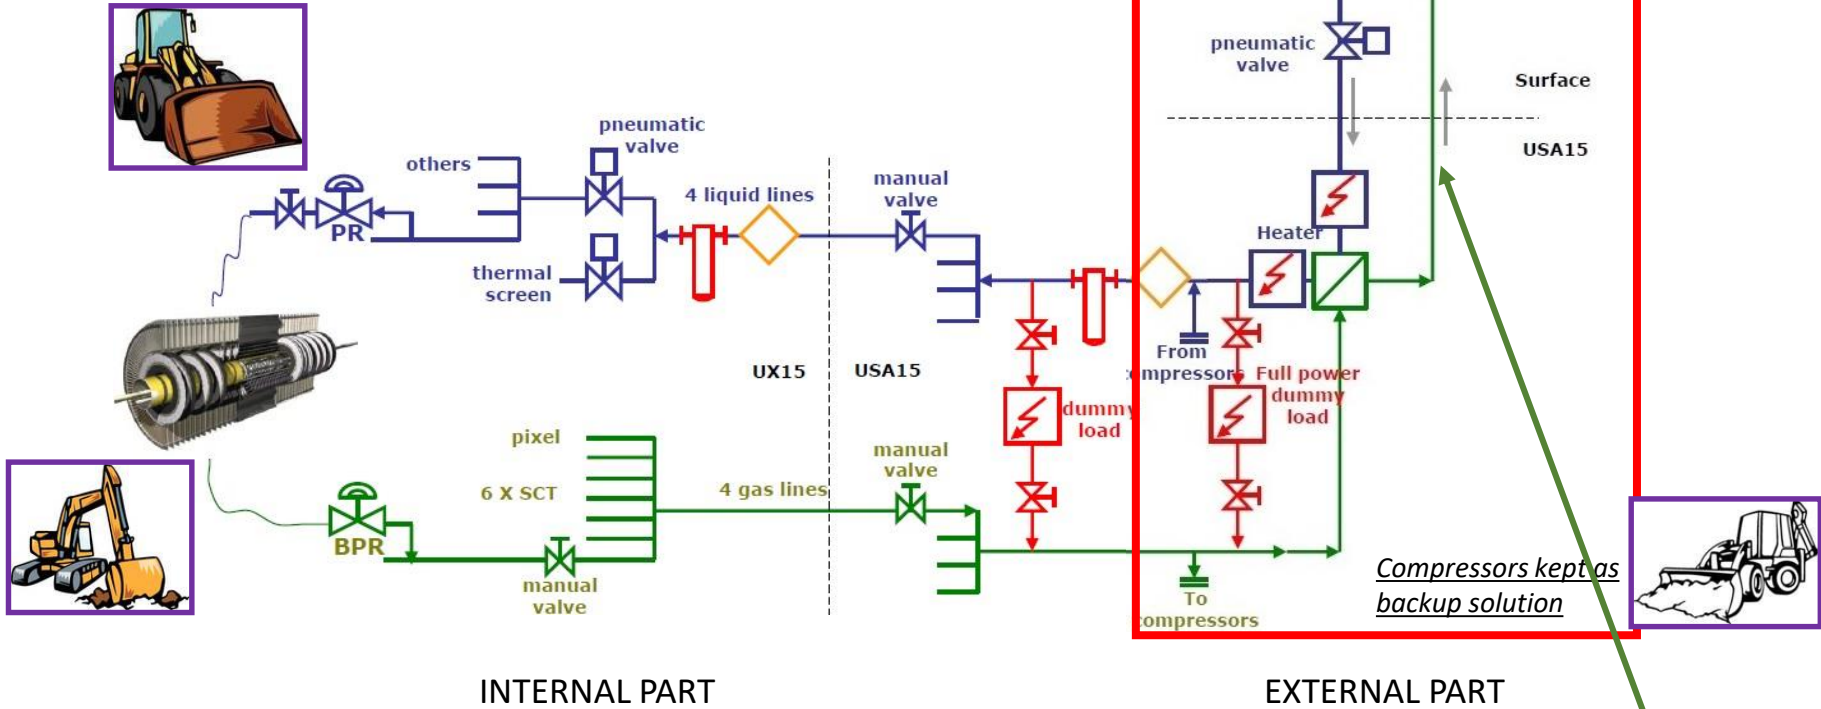 pneumatic
valve
Surface
USA15
pneumatic
valve
others
4 liquid lines
manual
valve
PR
Heater
thermal
screen
From
compressors
Full power
dummy
load
UX15
USA15
dummy
load
pixel
manual
valve
6 X SCT
4 gas lines
BPR
manual
valve
Compressors kept as
backup solution
To
compressors
INTERNAL PART
EXTERNAL PART